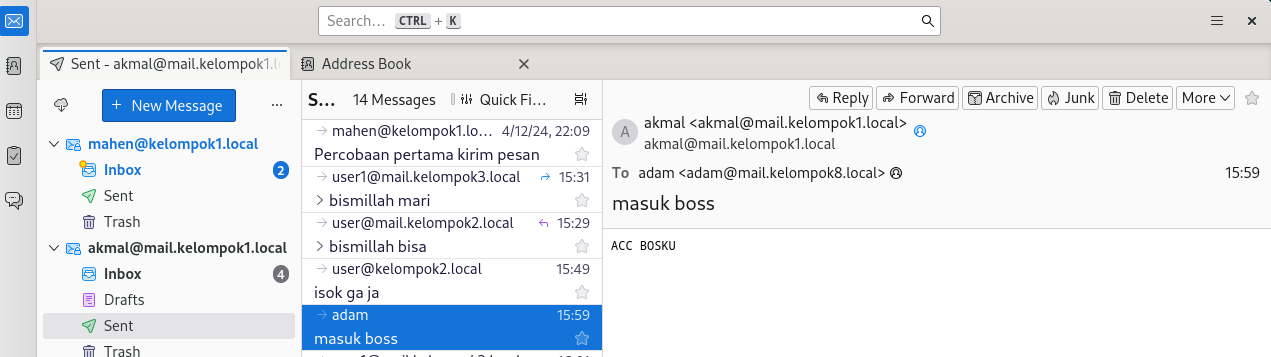 Search… CTRL + K
Sent - akmal@mail.kelompok1.l
Address Book
New Message
mahen@kelompok1.local
Inbox 2
Sent
Trash
akmal@mail.kelompok1.local
Inbox 4
Drafts
Sent
Trash
S… 14 Messages Quick Fi…
mahen@kelompok1.lo… 4/12/24, 22:09
Percobaan pertama kirim pesan
user1@mail.kelompok3.local 15:31
bismillah mari
user@mail.kelompok2.local 15:29
bismillah bisa
user@kelompok2.local 15:49
isok ga ja
adam 15:59
masuk boss
Reply Forward Archive Junk Delete More
A
akmal <akmal@mail.kelompok1.local>
akmal@mail.kelompok1.local
To adam <adam@mail.kelompok8.local> 15:59
masuk boss
ACC BOSKU